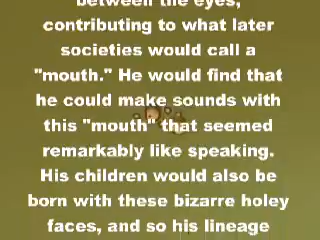 between the eyes,
contributing to what later
societies would call a
"mouth." He would find that
he could make sounds with
this "mouth" that seemed
remarkably like speaking.
His children would also be
born with these bizarre holey
faces, and so his lineage